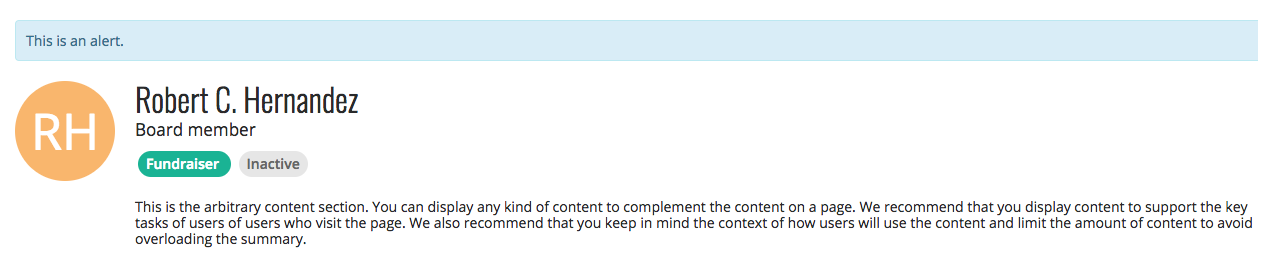 This is an alert.
RH
Robert C. Hernandez
Board member
Fundraiser Inactive
This is the arbitrary content section. You can display any kind of content to complement the content on a page. We recommend that you display content to support the key
tasks of users of users who visit the page. We also recommend that you keep in mind the context of how users will use the content and limit the amount of content to avoid
overloading the summary.